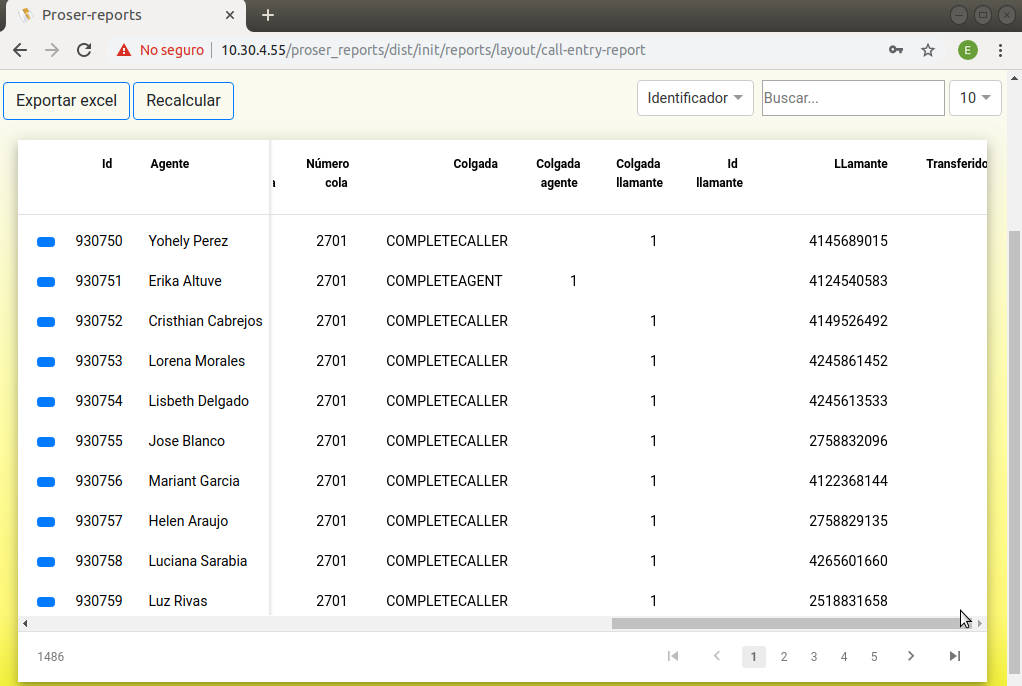 Proser-reports
No seguro 10.30.4.55/proser_reports/dist/init/reports/layout/call-entry-report E
Exportar excel Recalcular Identificador Buscar... 10
Id Agente Número cola Colgada Colgada agente Colgada llamante Id llamante LLamante Transferido
930750 Yohely Perez 2701 COMPLETECALLER 1 4145689015
930751 Erika Altuve 2701 COMPLETEAGENT 1 4124540583
930752 Cristhian Cabrejos 2701 COMPLETECALLER 1 4149526492
930753 Lorena Morales 2701 COMPLETECALLER 1 4245861452
930754 Lisbeth Delgado 2701 COMPLETECALLER 1 4245613533
930755 Jose Blanco 2701 COMPLETECALLER 1 2758832096
930756 Mariant Garcia 2701 COMPLETECALLER 1 4122368144
930757 Helen Araujo 2701 COMPLETECALLER 1 2758829135
930758 Luciana Sarabia 2701 COMPLETECALLER 1 4265601660
930759 Luz Rivas 2701 COMPLETECALLER 1 2518831658
1486 1 2 3 4 5